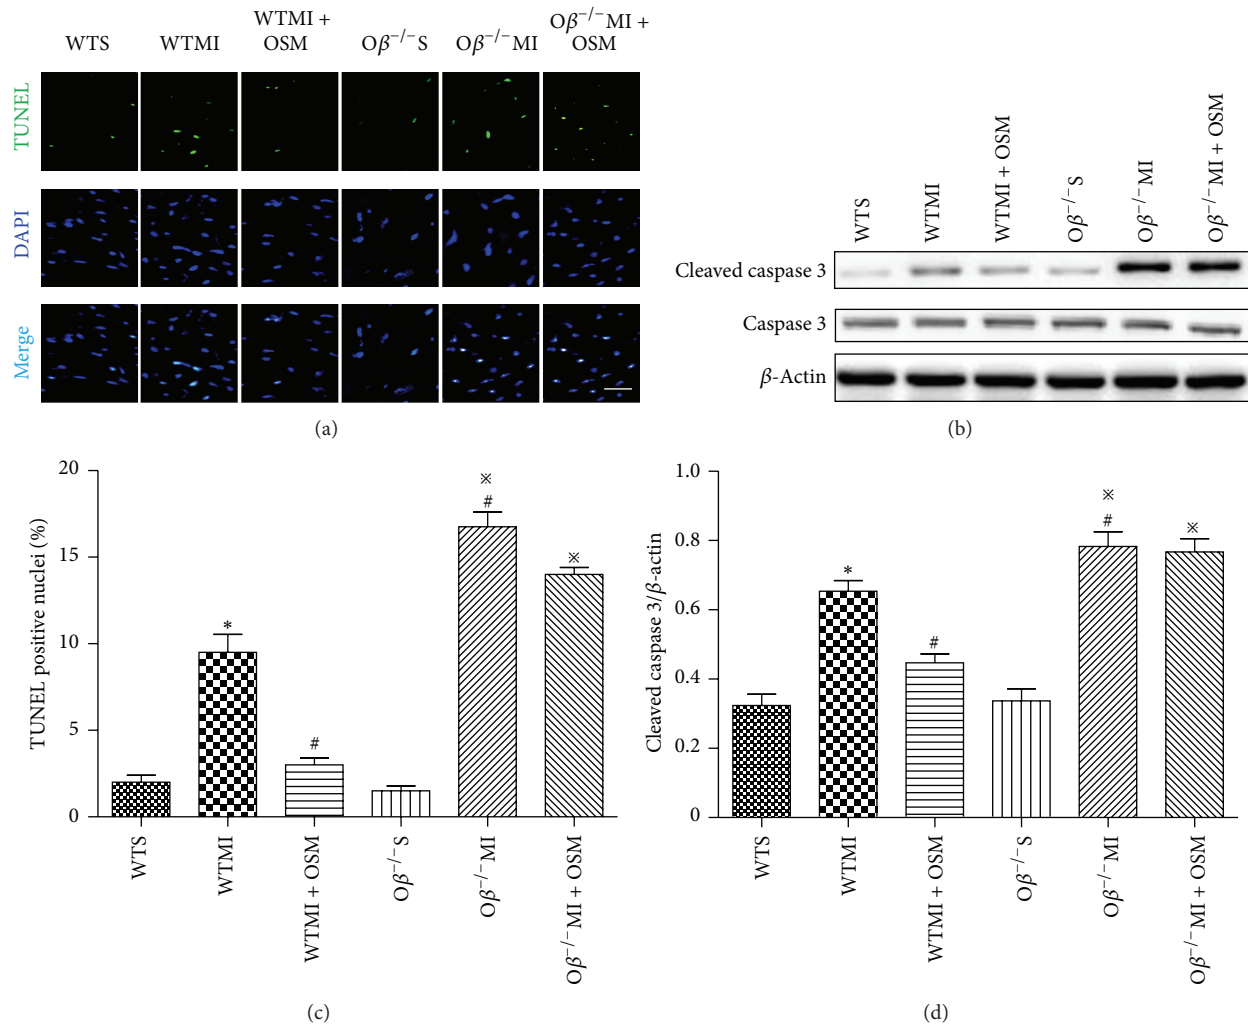 WTS
WTMI
WTMI +
OSM
Oβ−/−S
Oβ−/−MI
Oβ−/−MI +
OSM
TUNEL
DAPI
Merge
(a)
WTS
WTMI
WTMI + OSM
Oβ−/−S
Oβ−/−MI
Oβ−/−MI + OSM
Cleaved caspase 3
Caspase 3
β-Actin
(b)
TUNEL positive nuclei (%)
20
15
10
5
0
*
#
※
#
※
WTS
WTMI
WTMI + OSM
Oβ−/−S
Oβ−/−MI
Oβ−/−MI + OSM
(c)
Cleaved caspase 3/β-actin
1.0
0.8
0.6
0.4
0.2
0
*
#
※
#
※
WTS
WTMI
WTMI + OSM
Oβ−/−S
Oβ−/−MI
Oβ−/−MI + OSM
(d)